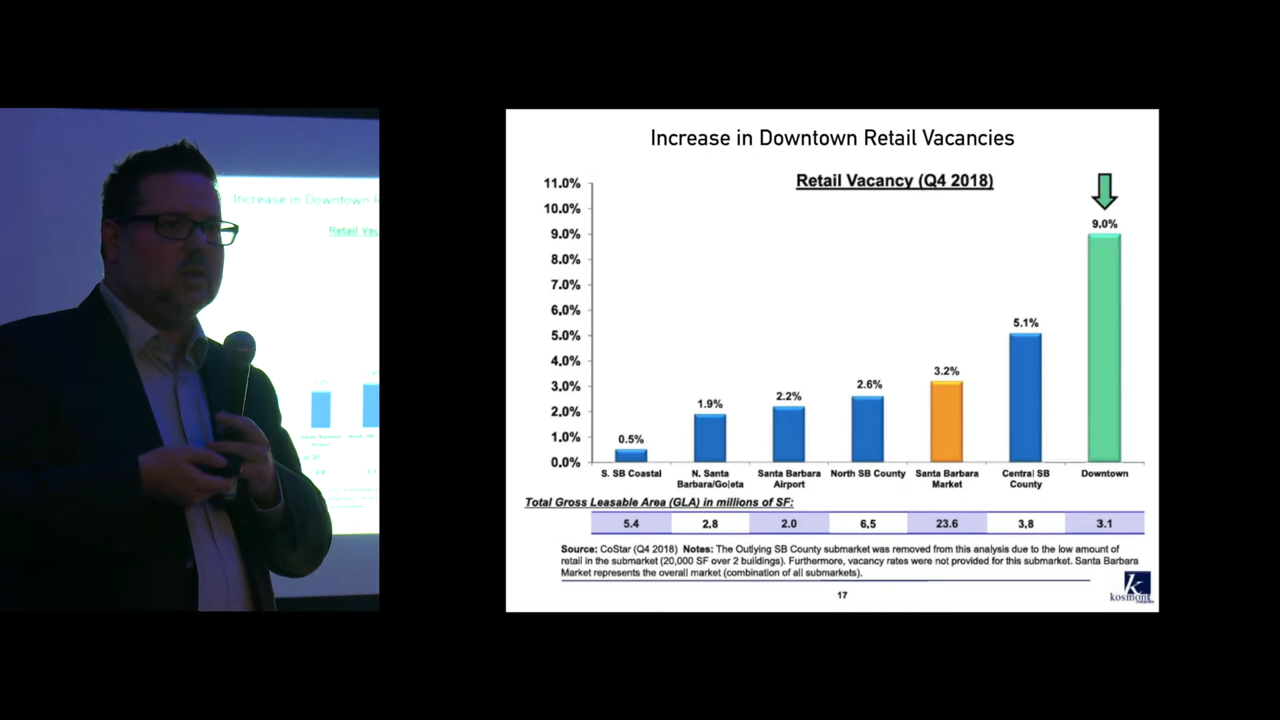 Increase in Downtown R
Retail Vau
Increase in Downtown Retail Vacancies
Retail Vacancy (Q4 2018)
11.0%
10.0%
9.0%
8.0%
7.0%
6.0%
5.0%
4.0%
3.0%
2.0%
1.0%
0.0%
0.5%
1.9%
2.2%
2.6%
3.2%
5.1%
9.0%
S. SB Coastal
N. Santa
Barbara/Goleta
Santa Barbara
Airport
North SB County
Santa Barbara
Market
Central SB
County
Downtown
Total Gross Leasable Area (GLA) in millions of SF:
5.4 2.8 2.0 6.5 23.6 3.8 3.1
Source: CoStar (Q4 2018) Notes: The Outlying SB County submarket was removed from this analysis due to the low amount of
retail in the submarket (20,000 SF over 2 buildings). Furthermore, vacancy rates were not provided for this submarket. Santa Barbara
Market represents the overall market (combination of all submarkets).
17
k
kosmont